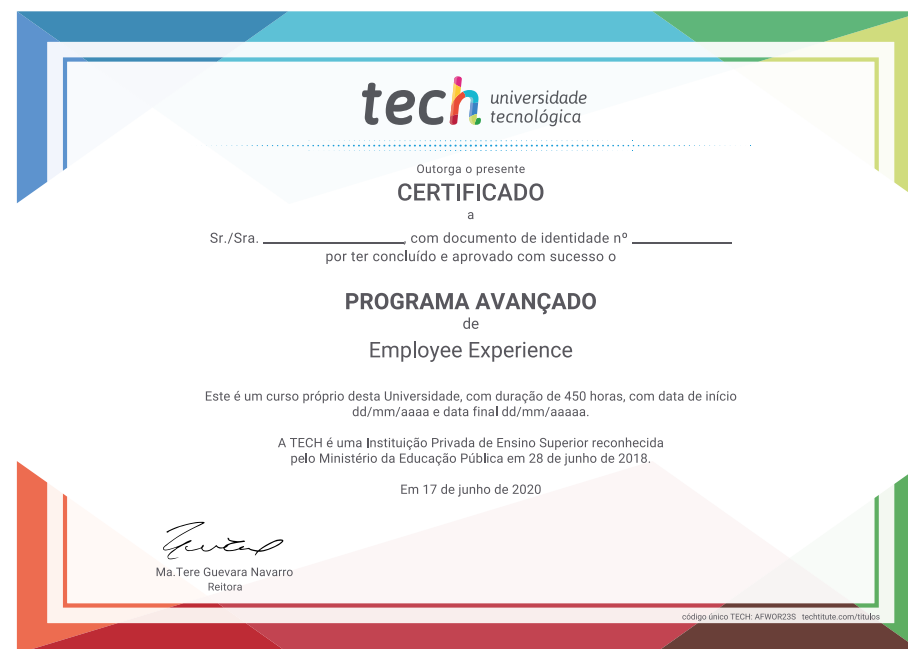 tech universidade
tecnológica
Outorga o presente
CERTIFICADO
a
Sr./Sra. ____________, com documento de identidade nº ____________
por ter concluído e aprovado com sucesso o
PROGRAMA AVANÇADO
de
Employee Experience
Este é um curso próprio desta Universidade, com duração de 450 horas, com data de início
dd/mm/aaaa e data final dd/mm/aaaaa.
A TECH é uma Instituição Privada de Ensino Superior reconhecida
pelo Ministério da Educação Pública em 28 de junho de 2018.
Em 17 de junho de 2020
Ma.Tere Guevara Navarro
Reitora
código único TECH: AFWOR23S techtitute.com/titulos